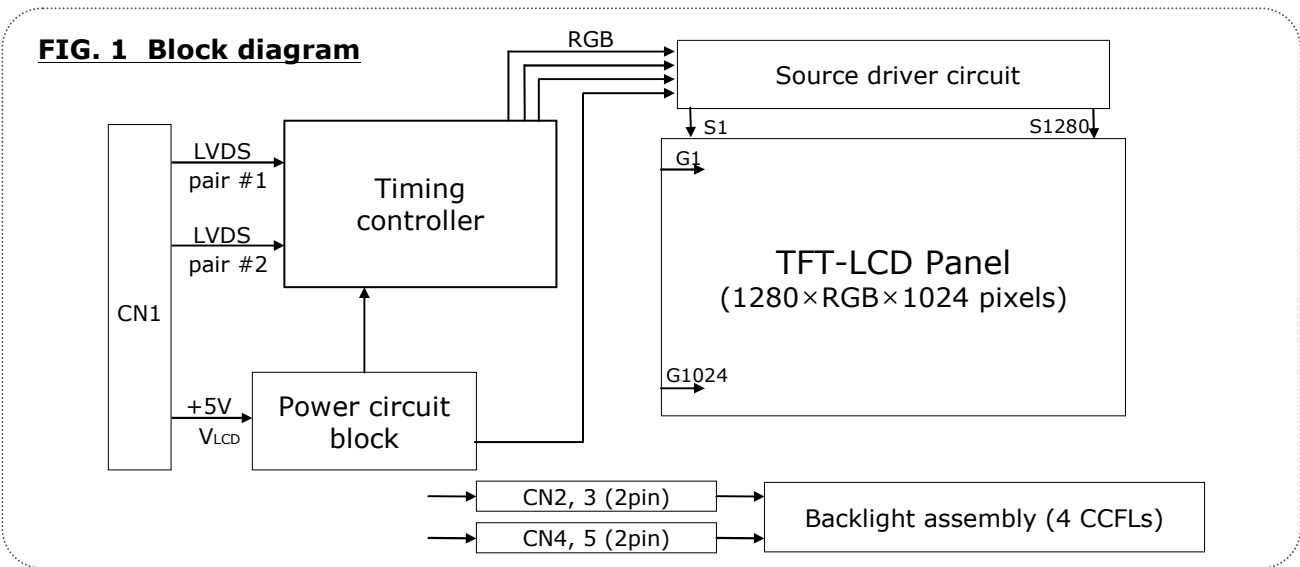 FIG. 1 Block diagram
RGB
Source driver circuit
S1
S1280
CN1
LVDS
pair #1
LVDS
pair #2
Timing
controller
G1
TFT-LCD Panel
(1280×RGB×1024 pixels)
G1024
+5V
VLCD
Power circuit
block
CN2, 3 (2pin)
CN4, 5 (2pin)
Backlight assembly (4 CCFLs)